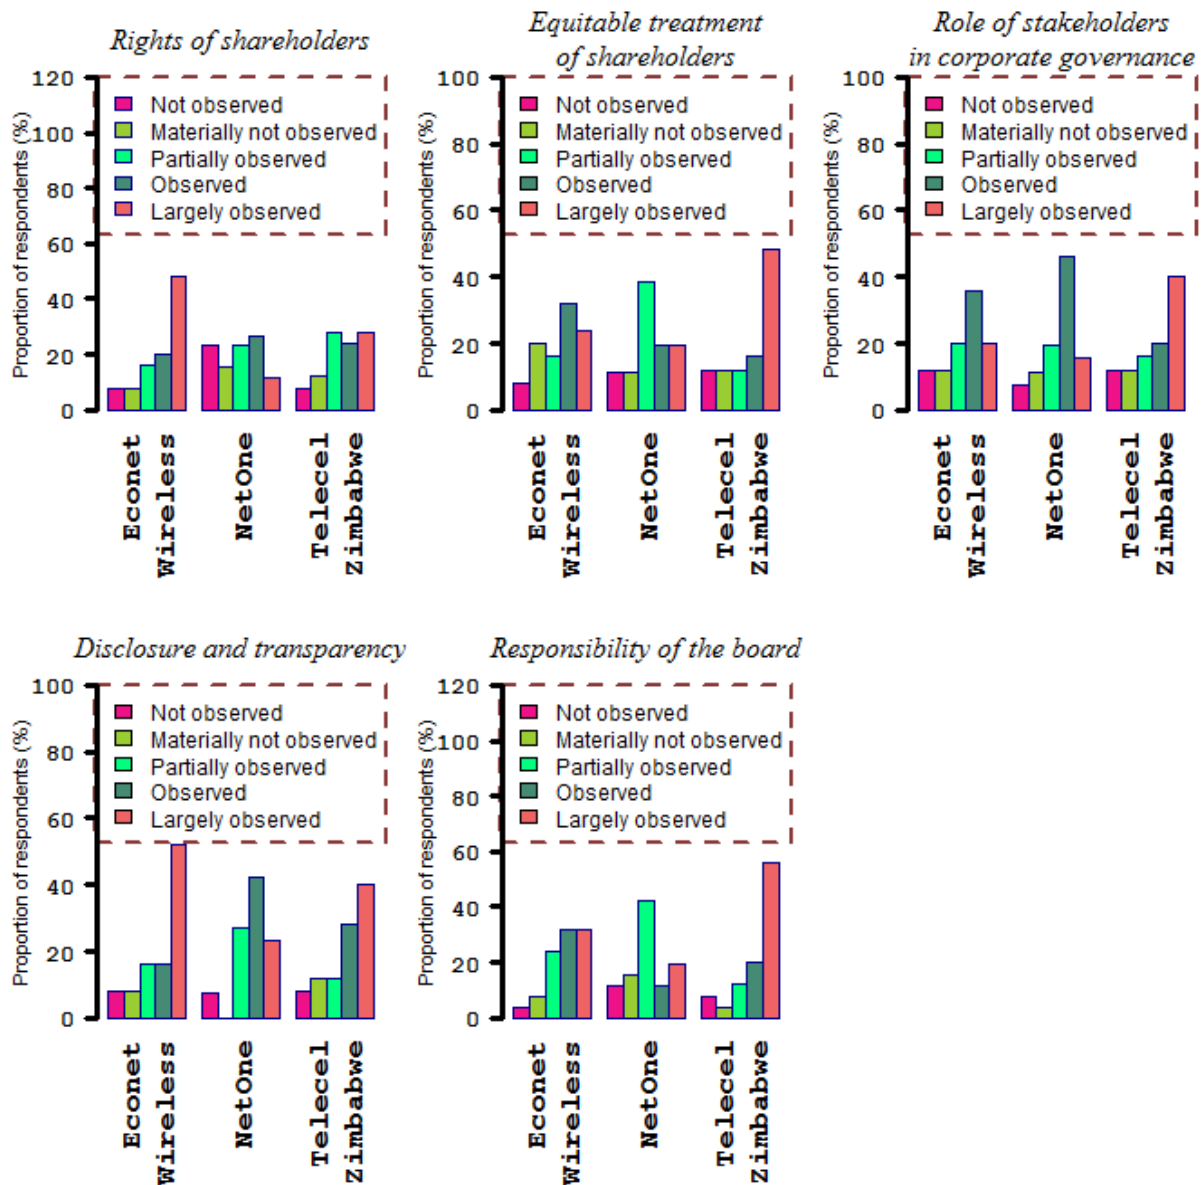 Rights of shareholders
Proportion of respondents (%)
120
100
80
60
40
20
0
Not observed
Materially not observed
Partially observed
Observed
Largely observed
Econet
Wireless
NetOne
Telecel
Zimbabwe
Equitable treatment
of shareholders
Proportion of respondents (%)
100
80
60
40
20
0
Not observed
Materially not observed
Partially observed
Observed
Largely observed
Econet
Wireless
NetOne
Telecel
Zimbabwe
Role of stakeholders
in corporate governance
Proportion of respondents (%)
100
80
60
40
20
0
Not observed
Materially not observed
Partially observed
Observed
Largely observed
Econet
Wireless
NetOne
Telecel
Zimbabwe
Disclosure and transparency
Proportion of respondents (%)
100
80
60
40
20
0
Not observed
Materially not observed
Partially observed
Observed
Largely observed
Econet
Wireless
NetOne
Telecel
Zimbabwe
Responsibility of the board
Proportion of respondents (%)
120
100
80
60
40
20
0
Not observed
Materially not observed
Partially observed
Observed
Largely observed
Econet
Wireless
NetOne
Telecel
Zimbabwe